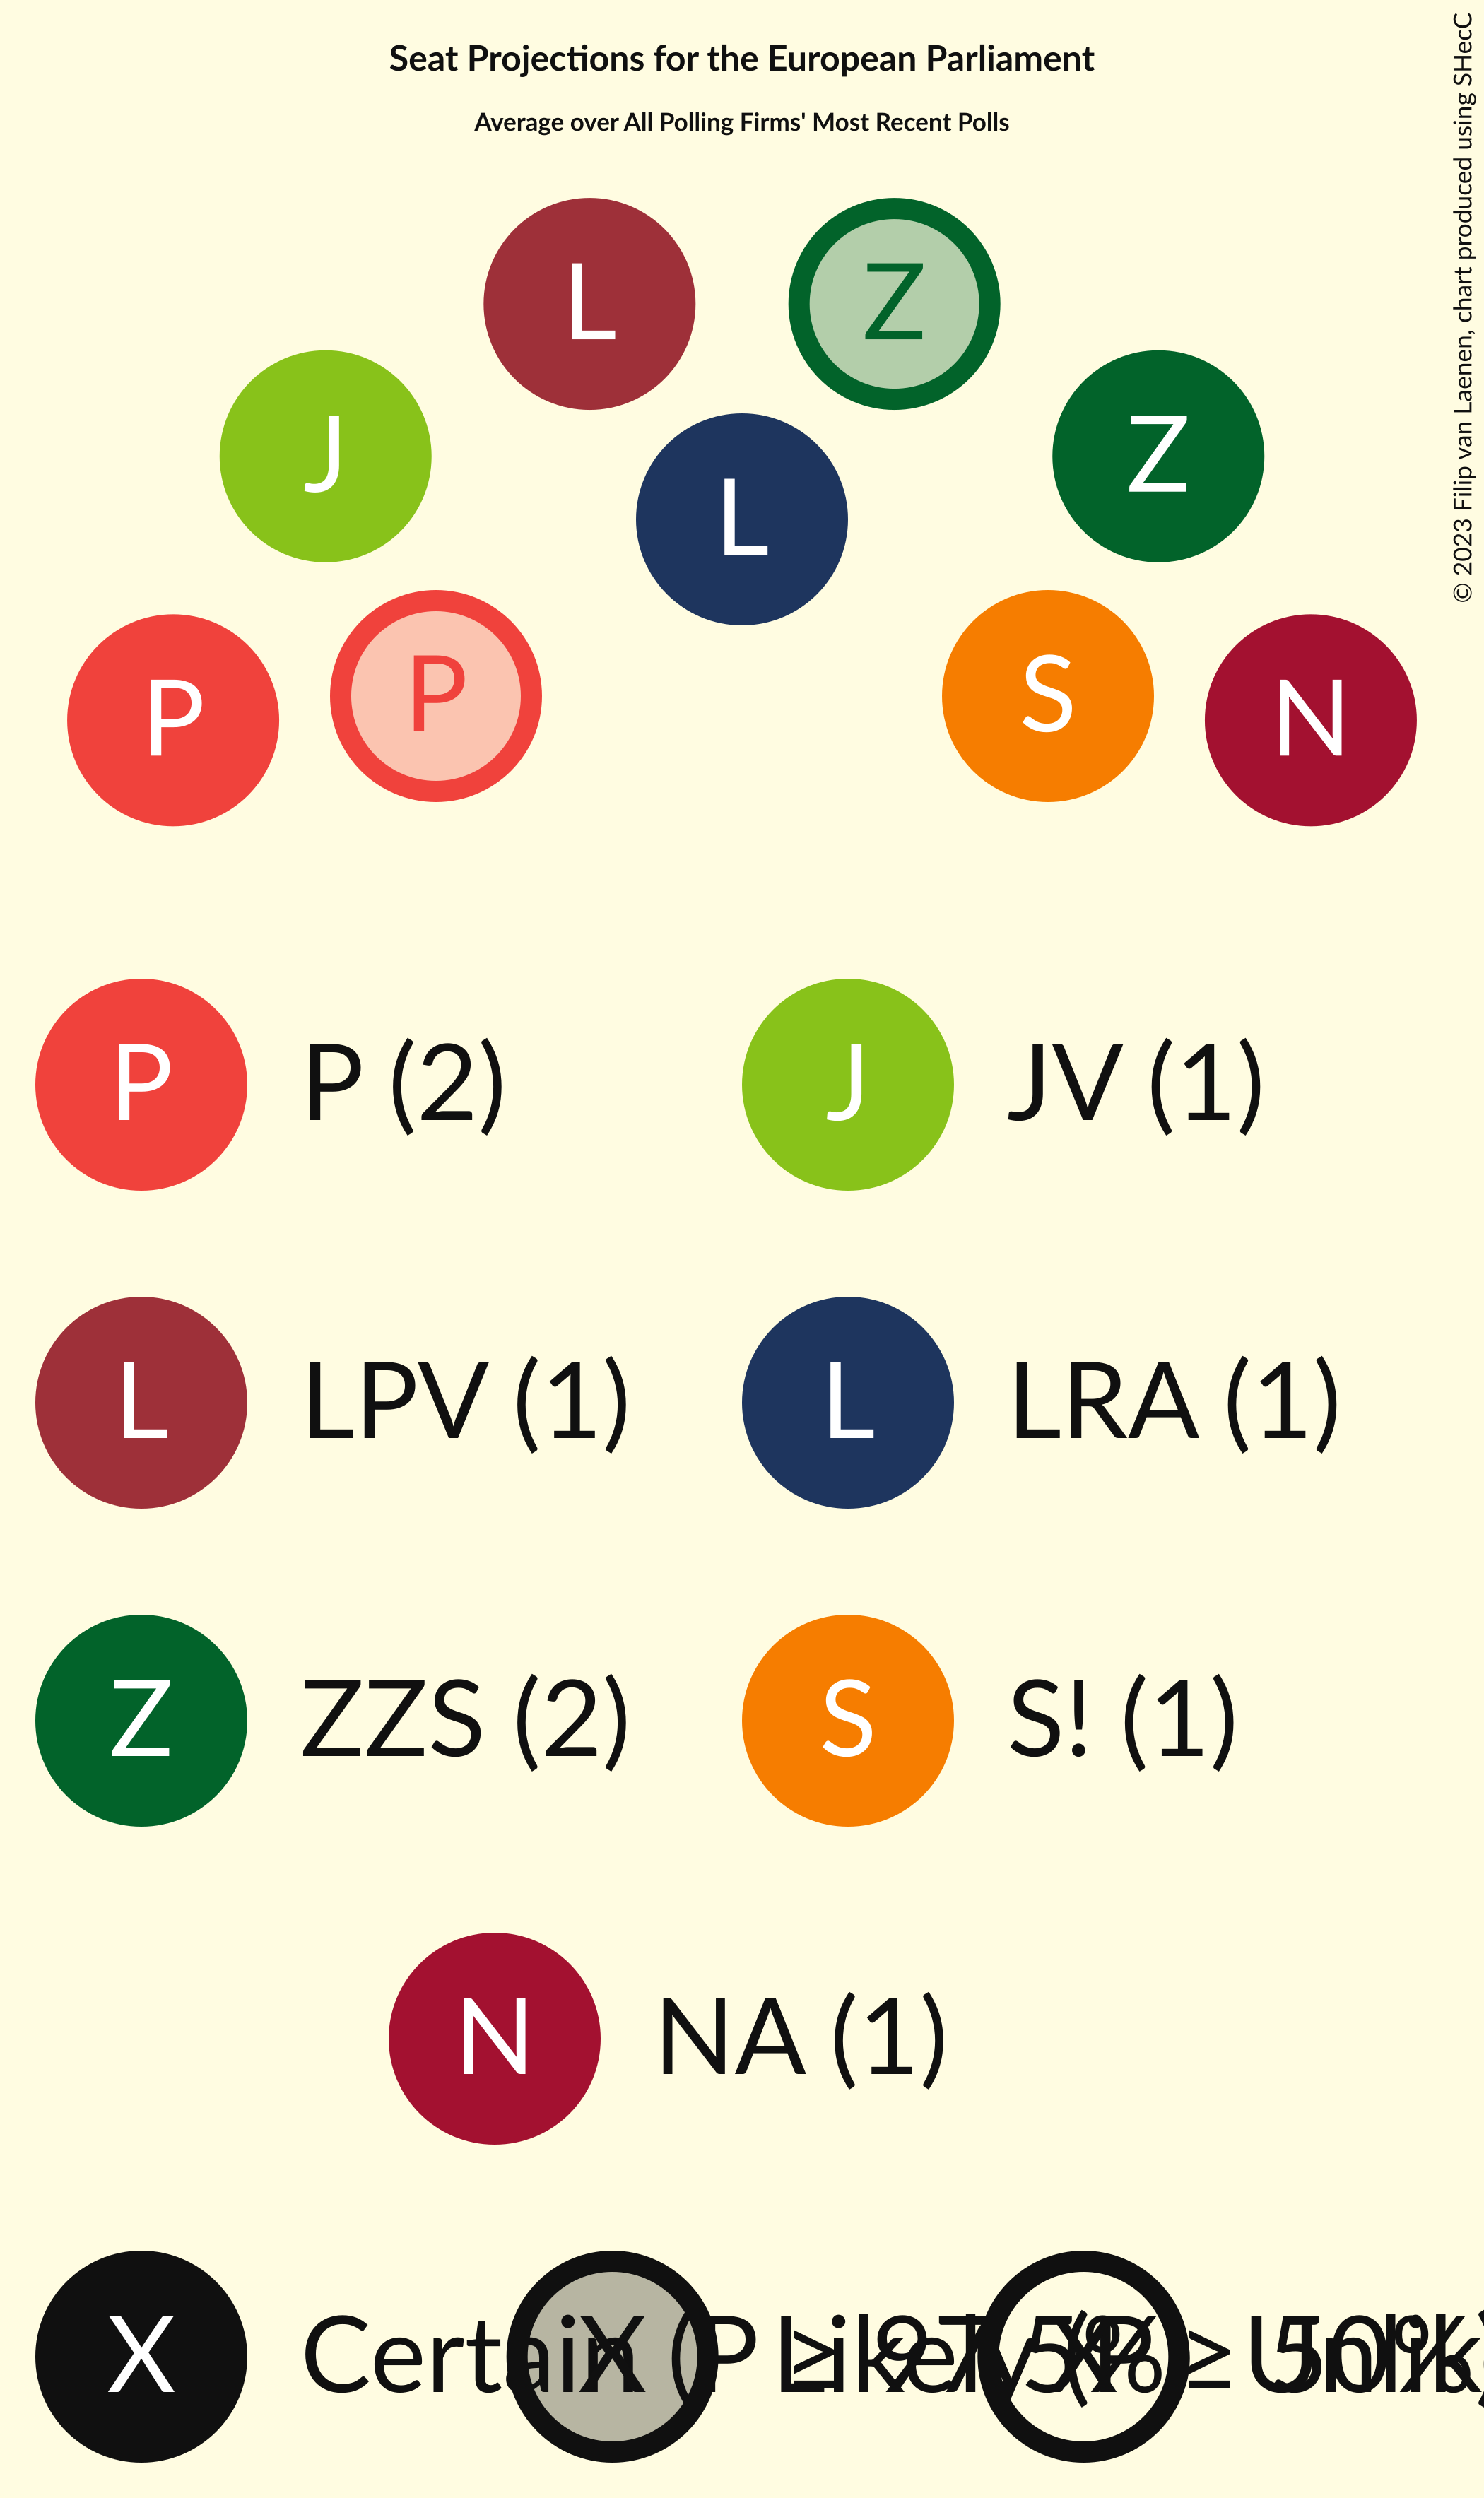 Seat Projections for the European Parliament
Average over All Polling Firms' Most Recent Polls
© 2023 Filip van Laenen, chart produced using SHecC
L Z
J Z
L
P P S N
P P (2) J JV (1)
L LPV (1) L LRA (1)
Z ZZS (2) S S! (1)
N NA (1)
X Certain X X